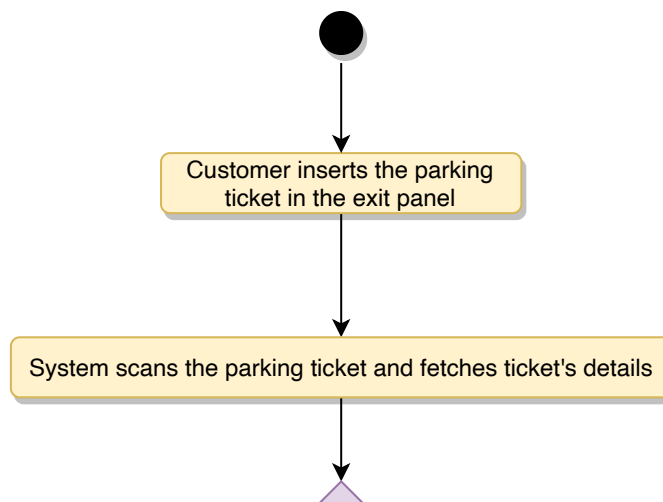 Customer inserts the parking
ticket in the exit panel
System scans the parking ticket and fetches ticket's details